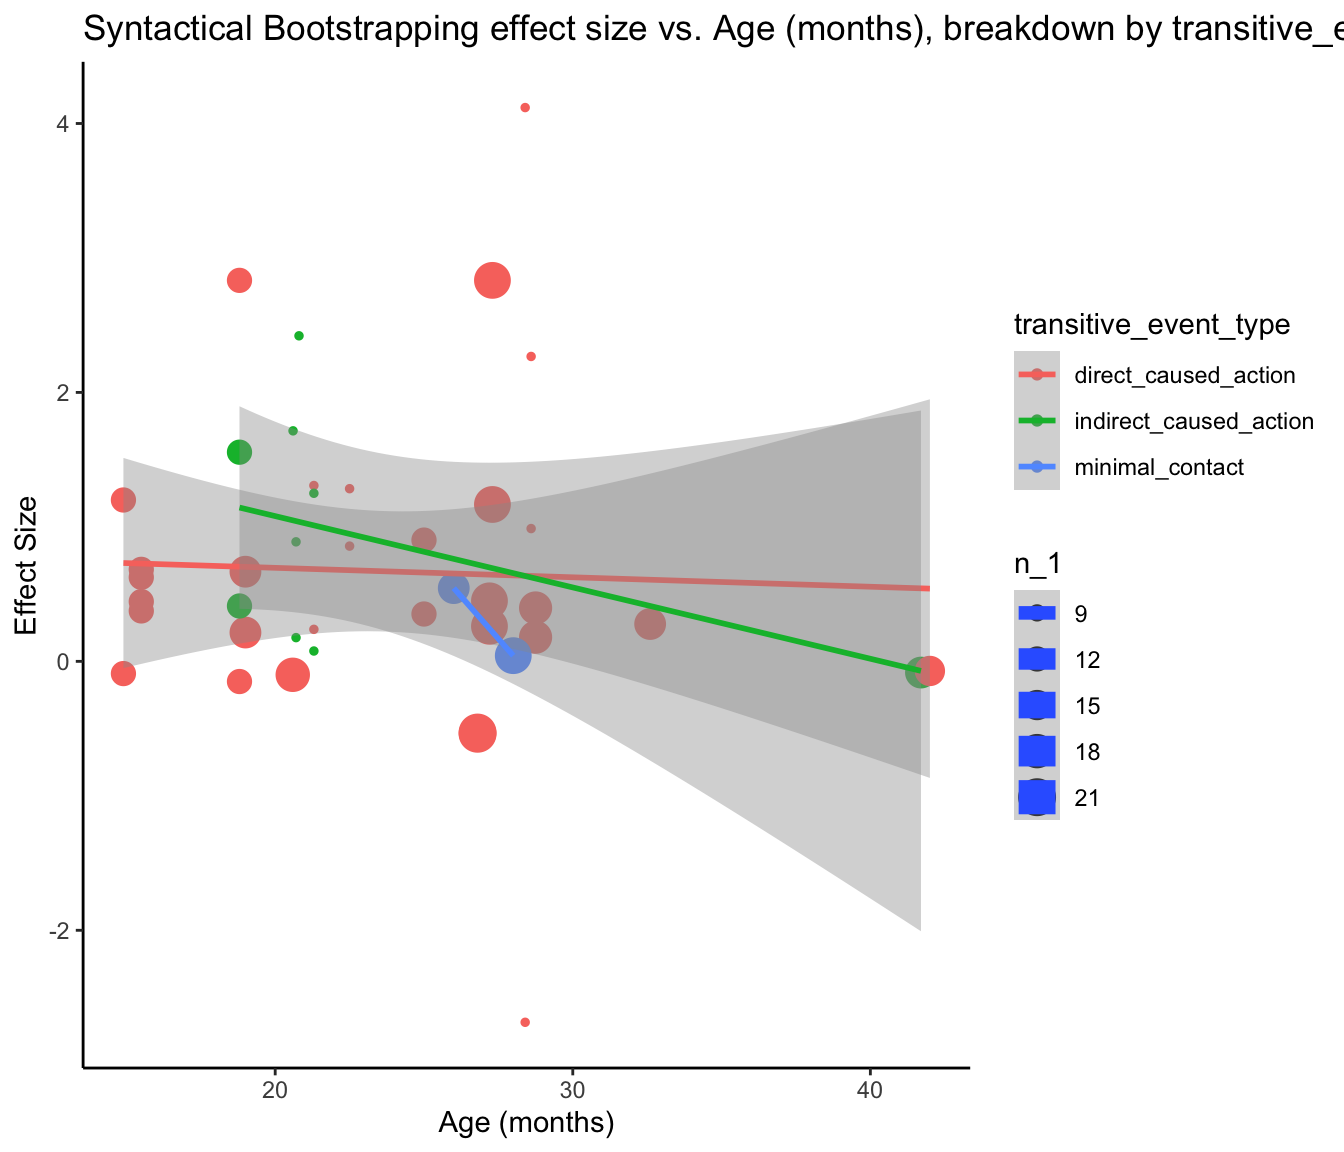 Syntactical Bootstrapping effect size vs. Age (months), breakdown by transitive_e
4
2
0
-2
Effect Size
20
30
40
Age (months)
transitive_event_type
direct_caused_action
indirect_caused_action
minimal_contact
n_1
9
12
15
18
21